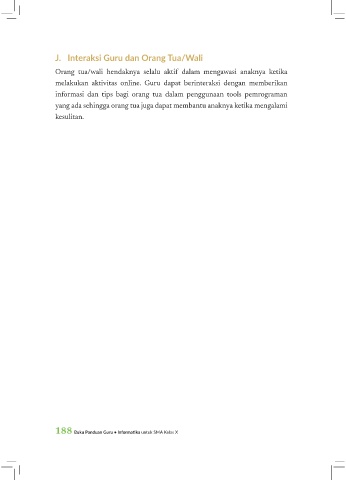 J. Interaksi Guru dan Orang Tua/Wali
Orang tua/wali hendaknya selalu aktif dalam mengawasi anaknya ketika
melakukan aktivitas online. Guru dapat berinteraksi dengan memberikan
informasi dan tips bagi orang tua dalam penggunaan tools pemrograman
yang ada sehingga orang tua juga dapat membantu anaknya ketika mengalami
kesulitan.
188 Buku Panduan Guru • Informatika untuk SMA Kelas X